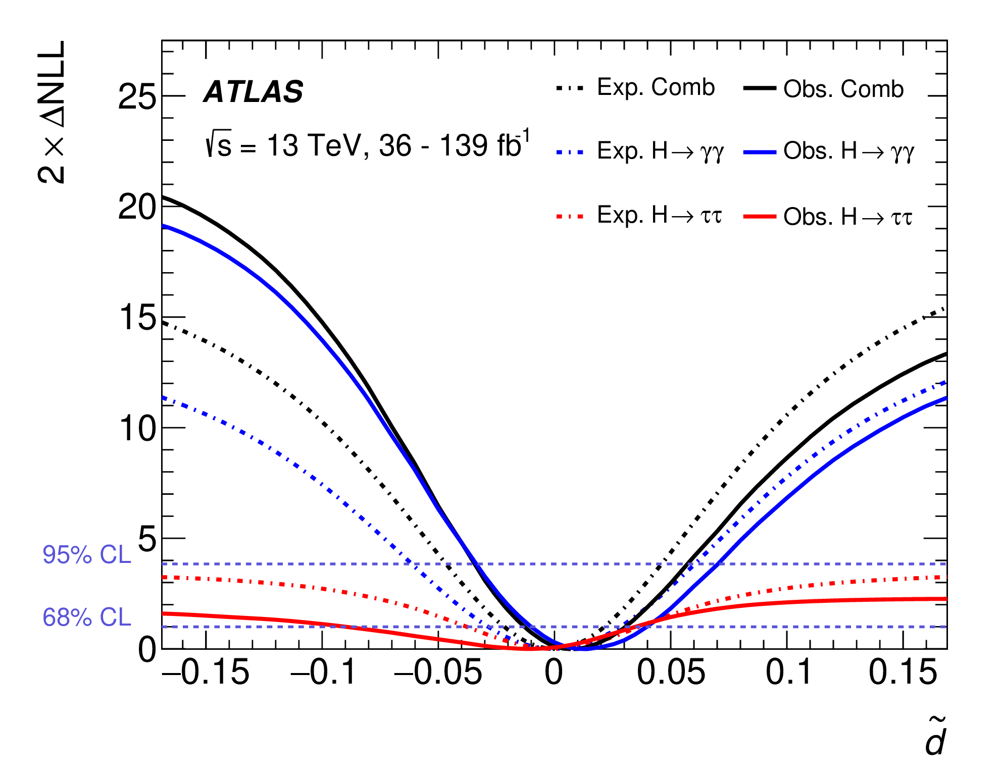 2 × ΔNLL
ATLAS
√s = 13 TeV, 36 - 139 fb⁻¹
Exp. Comb
Obs. Comb
Exp. H→γγ
Obs. H→γγ
Exp. H→ττ
Obs. H→ττ
25
20
15
10
5
0
95% CL
68% CL
−0.15 −0.1 −0.05 0 0.05 0.1 0.15
d̃